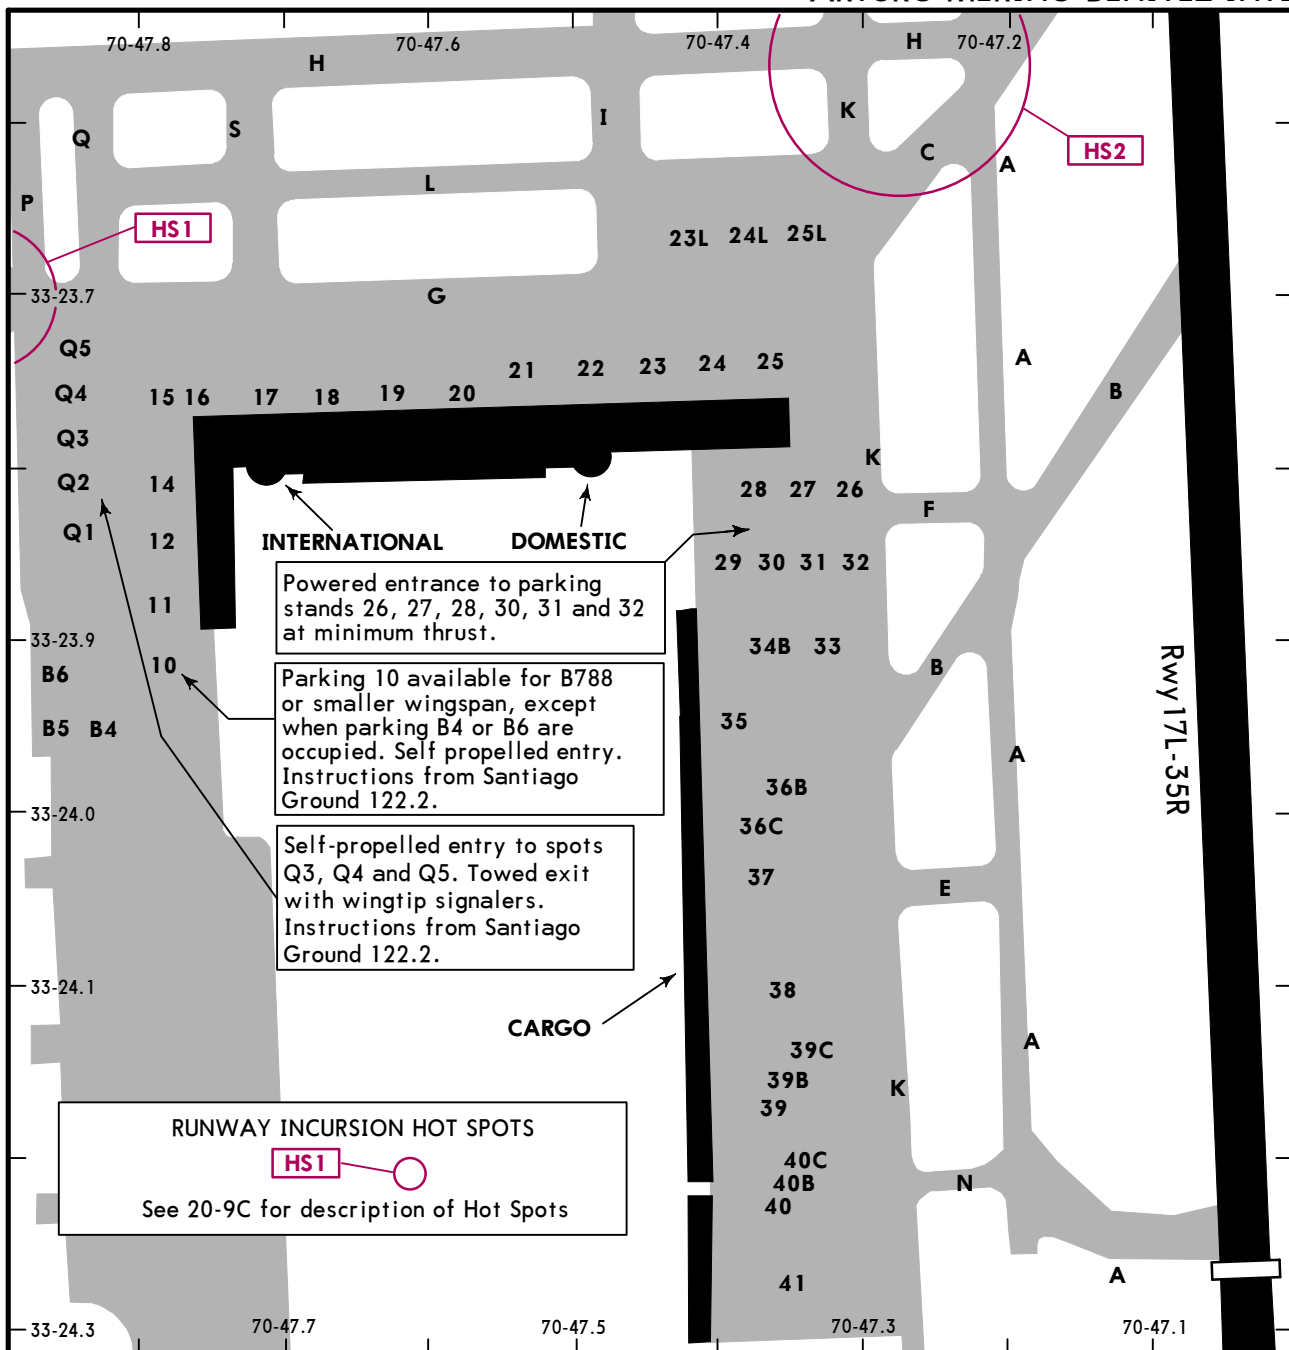 70-47.8
70-47.6
70-47.4
70-47.2
H
H
Q
S
I
K
C
A
HS2
P
L
HS1
23L
24L
25L
33-23.7
G
Q5
A
21
22
23
24
25
Q4
15
16
17
18
19
20
B
Q3
K
Q2
14
28
27
26
F
Q1
12
INTERNATIONAL
DOMESTIC
29
30
31
32
Powered entrance to parking
stands 26, 27, 28, 30, 31 and 32
at minimum thrust.
11
33-23.9
34B
33
B6
10
B
Rwy 17L-35R
Parking 10 available for B788
or smaller wingspan, except
when parking B4 or B6 are
occupied. Self propelled entry.
Instructions from Santiago
Ground 122.2.
B5
B4
35
A
36B
33-24.0
36C
Self-propelled entry to spots
Q3, Q4 and Q5. Towed exit
with wingtip signalers.
Instructions from Santiago
Ground 122.2.
37
E
33-24.1
38
CARGO
39C
A
39B
K
39
RUNWAY INCURSION HOT SPOTS
HS1
See 20-9C for description of Hot Spots
40C
40B
N
40
41
A
33-24.3
70-47.7
70-47.5
70-47.3
70-47.1